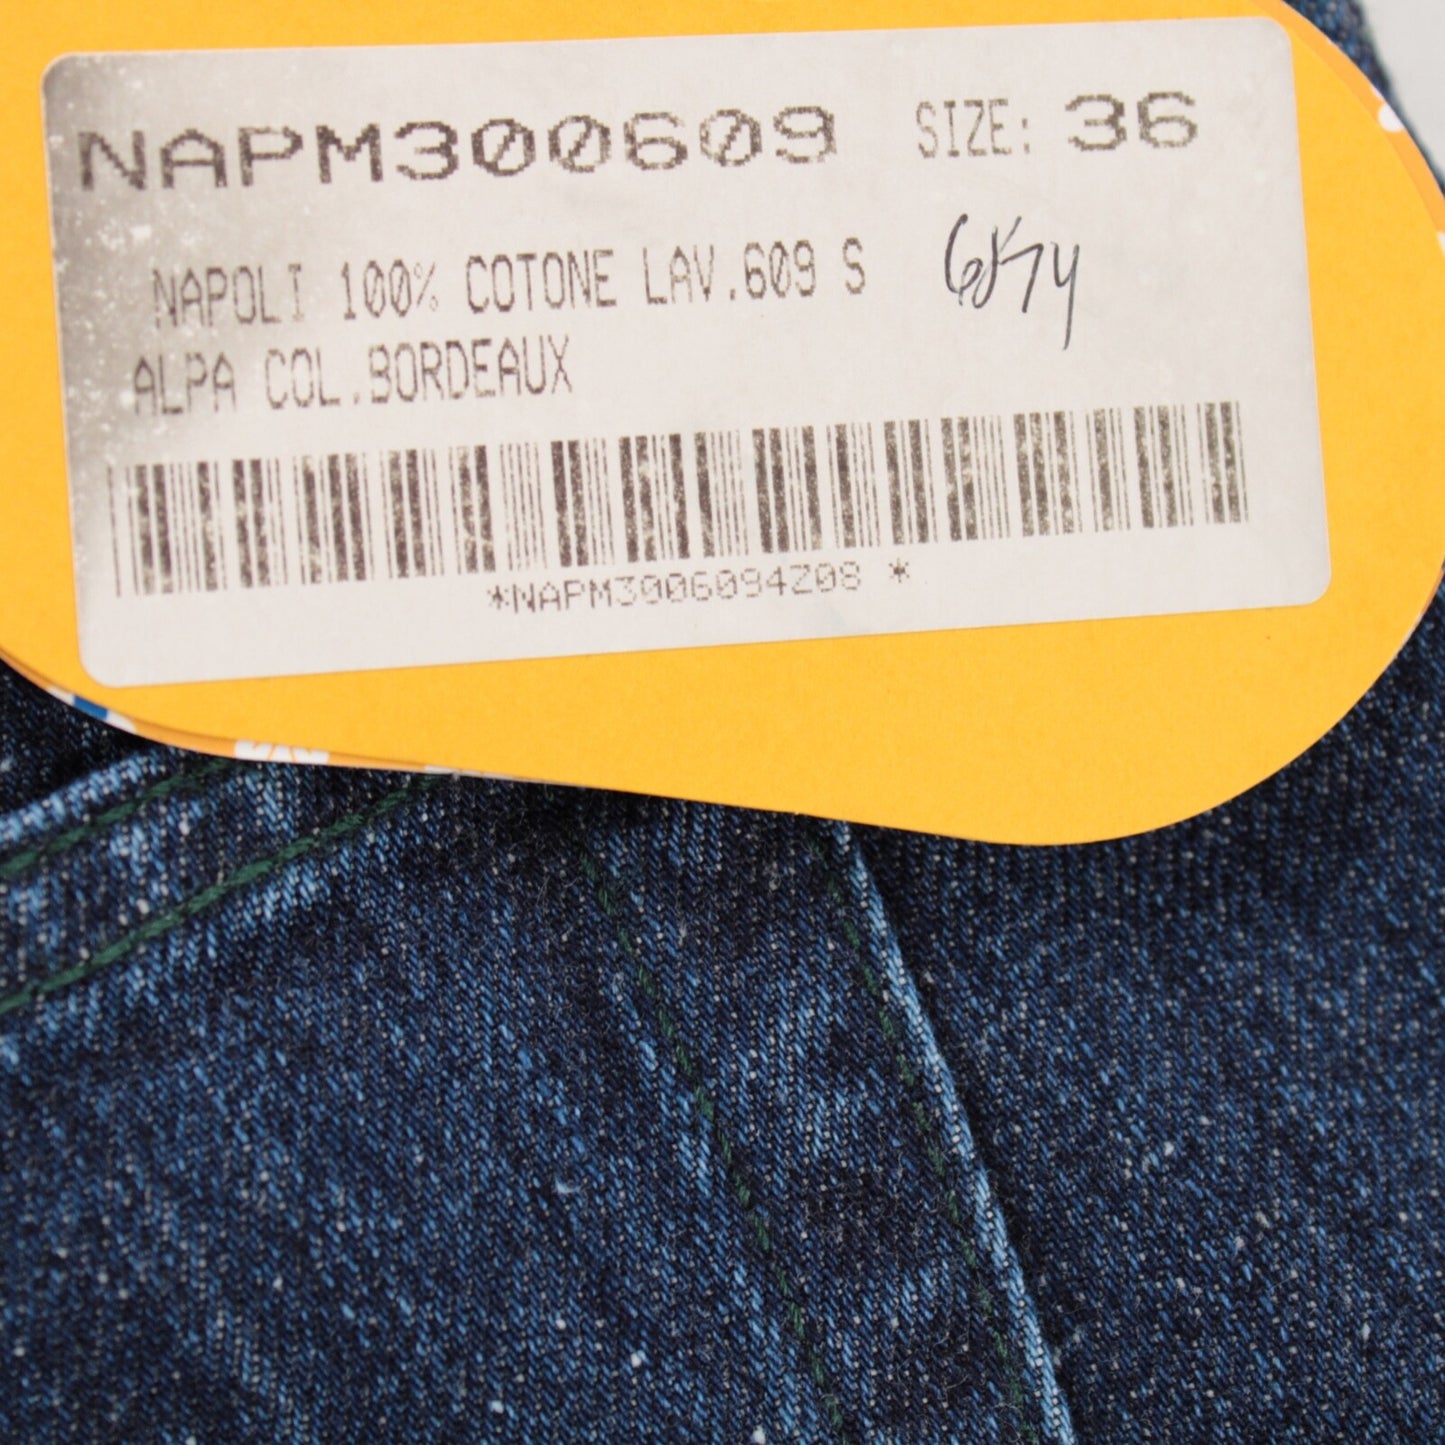 NAPM300609 SIZE: 36
NAPOLI 100% COTONE LAV.609 S
ALPA COL.BORDEAUX
*NAPM3006094Z08 *